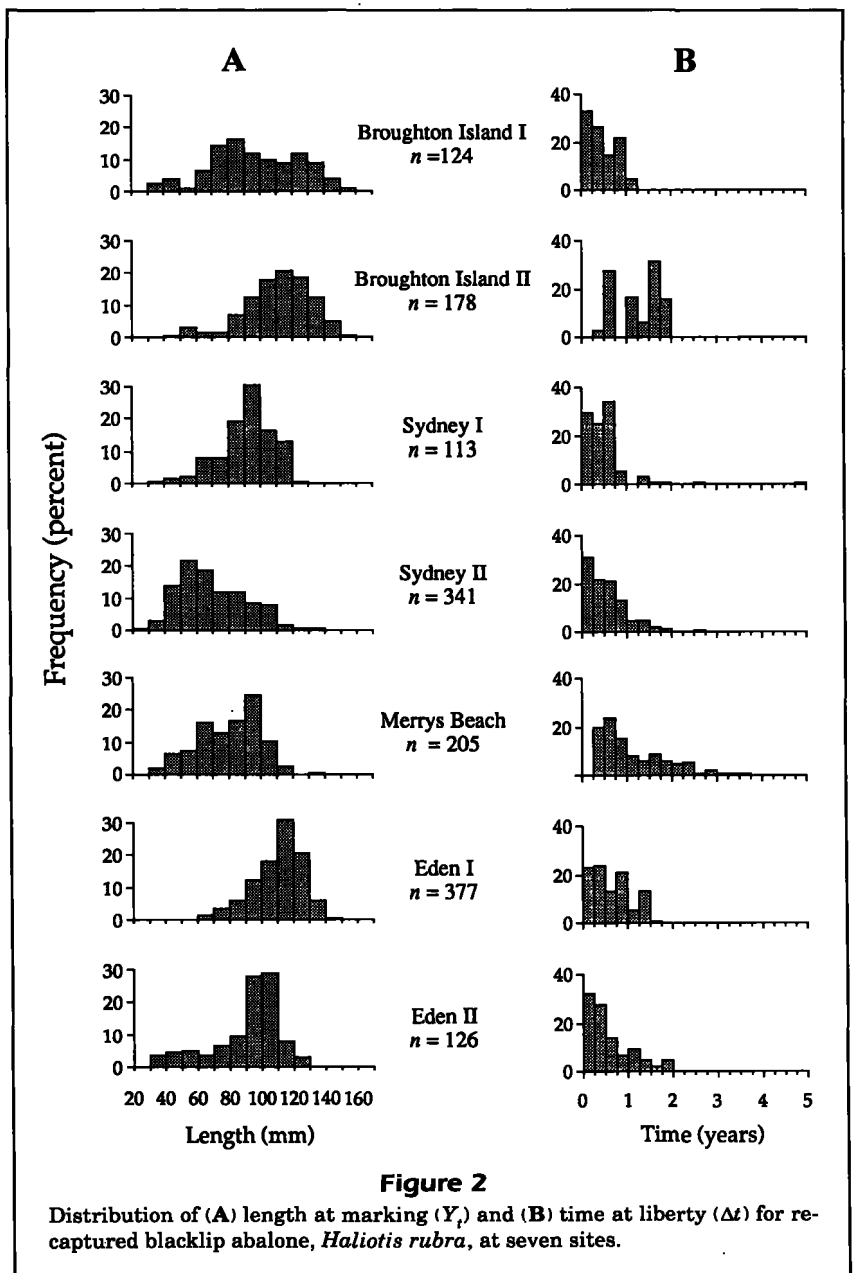 A
B
Frequency (percent)
30
20
10
0
Broughton Island I
n =124
40
20
0
30
20
10
0
Broughton Island II
n = 178
40
20
0
30
20
10
0
Sydney I
n = 113
40
20
0
30
20
10
0
Sydney II
n = 341
40
20
0
30
20
10
0
Merrys Beach
n = 205
40
20
30
20
10
0
Eden I
n = 377
40
20
0
30
20
10
0
Eden II
n = 126
40
20
0
20 40 60 80 100 120 140 160
Length (mm)
0 1 2 3 4 5
Time (years)
Figure 2
Distribution of (A) length at marking (Yt) and (B) time at liberty (Δt) for re-
captured blacklip abalone, Haliotis rubra, at seven sites.